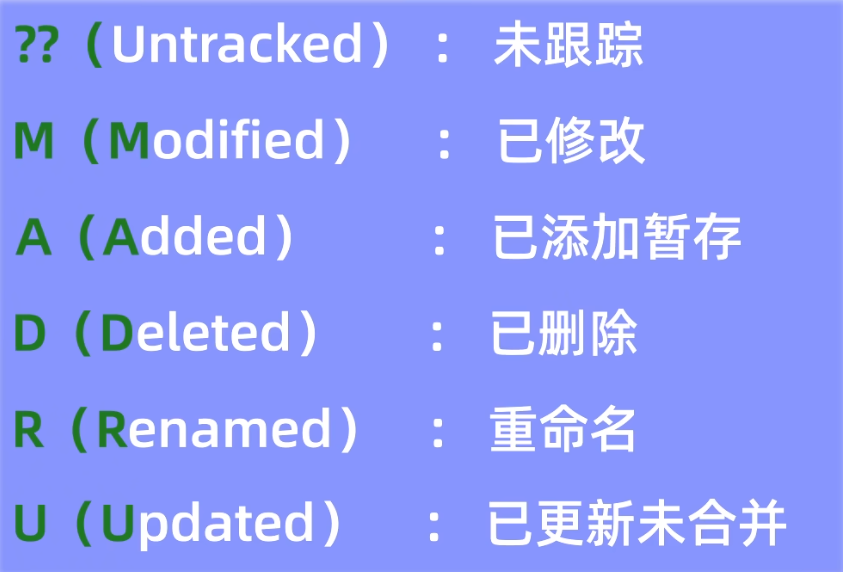 ??（Untracked）：未跟踪
M（Modified）：已修改
A（Added）：已添加暂存
D（Deleted）：已删除
R（Renamed）：重命名
U（Updated）：已更新未合并